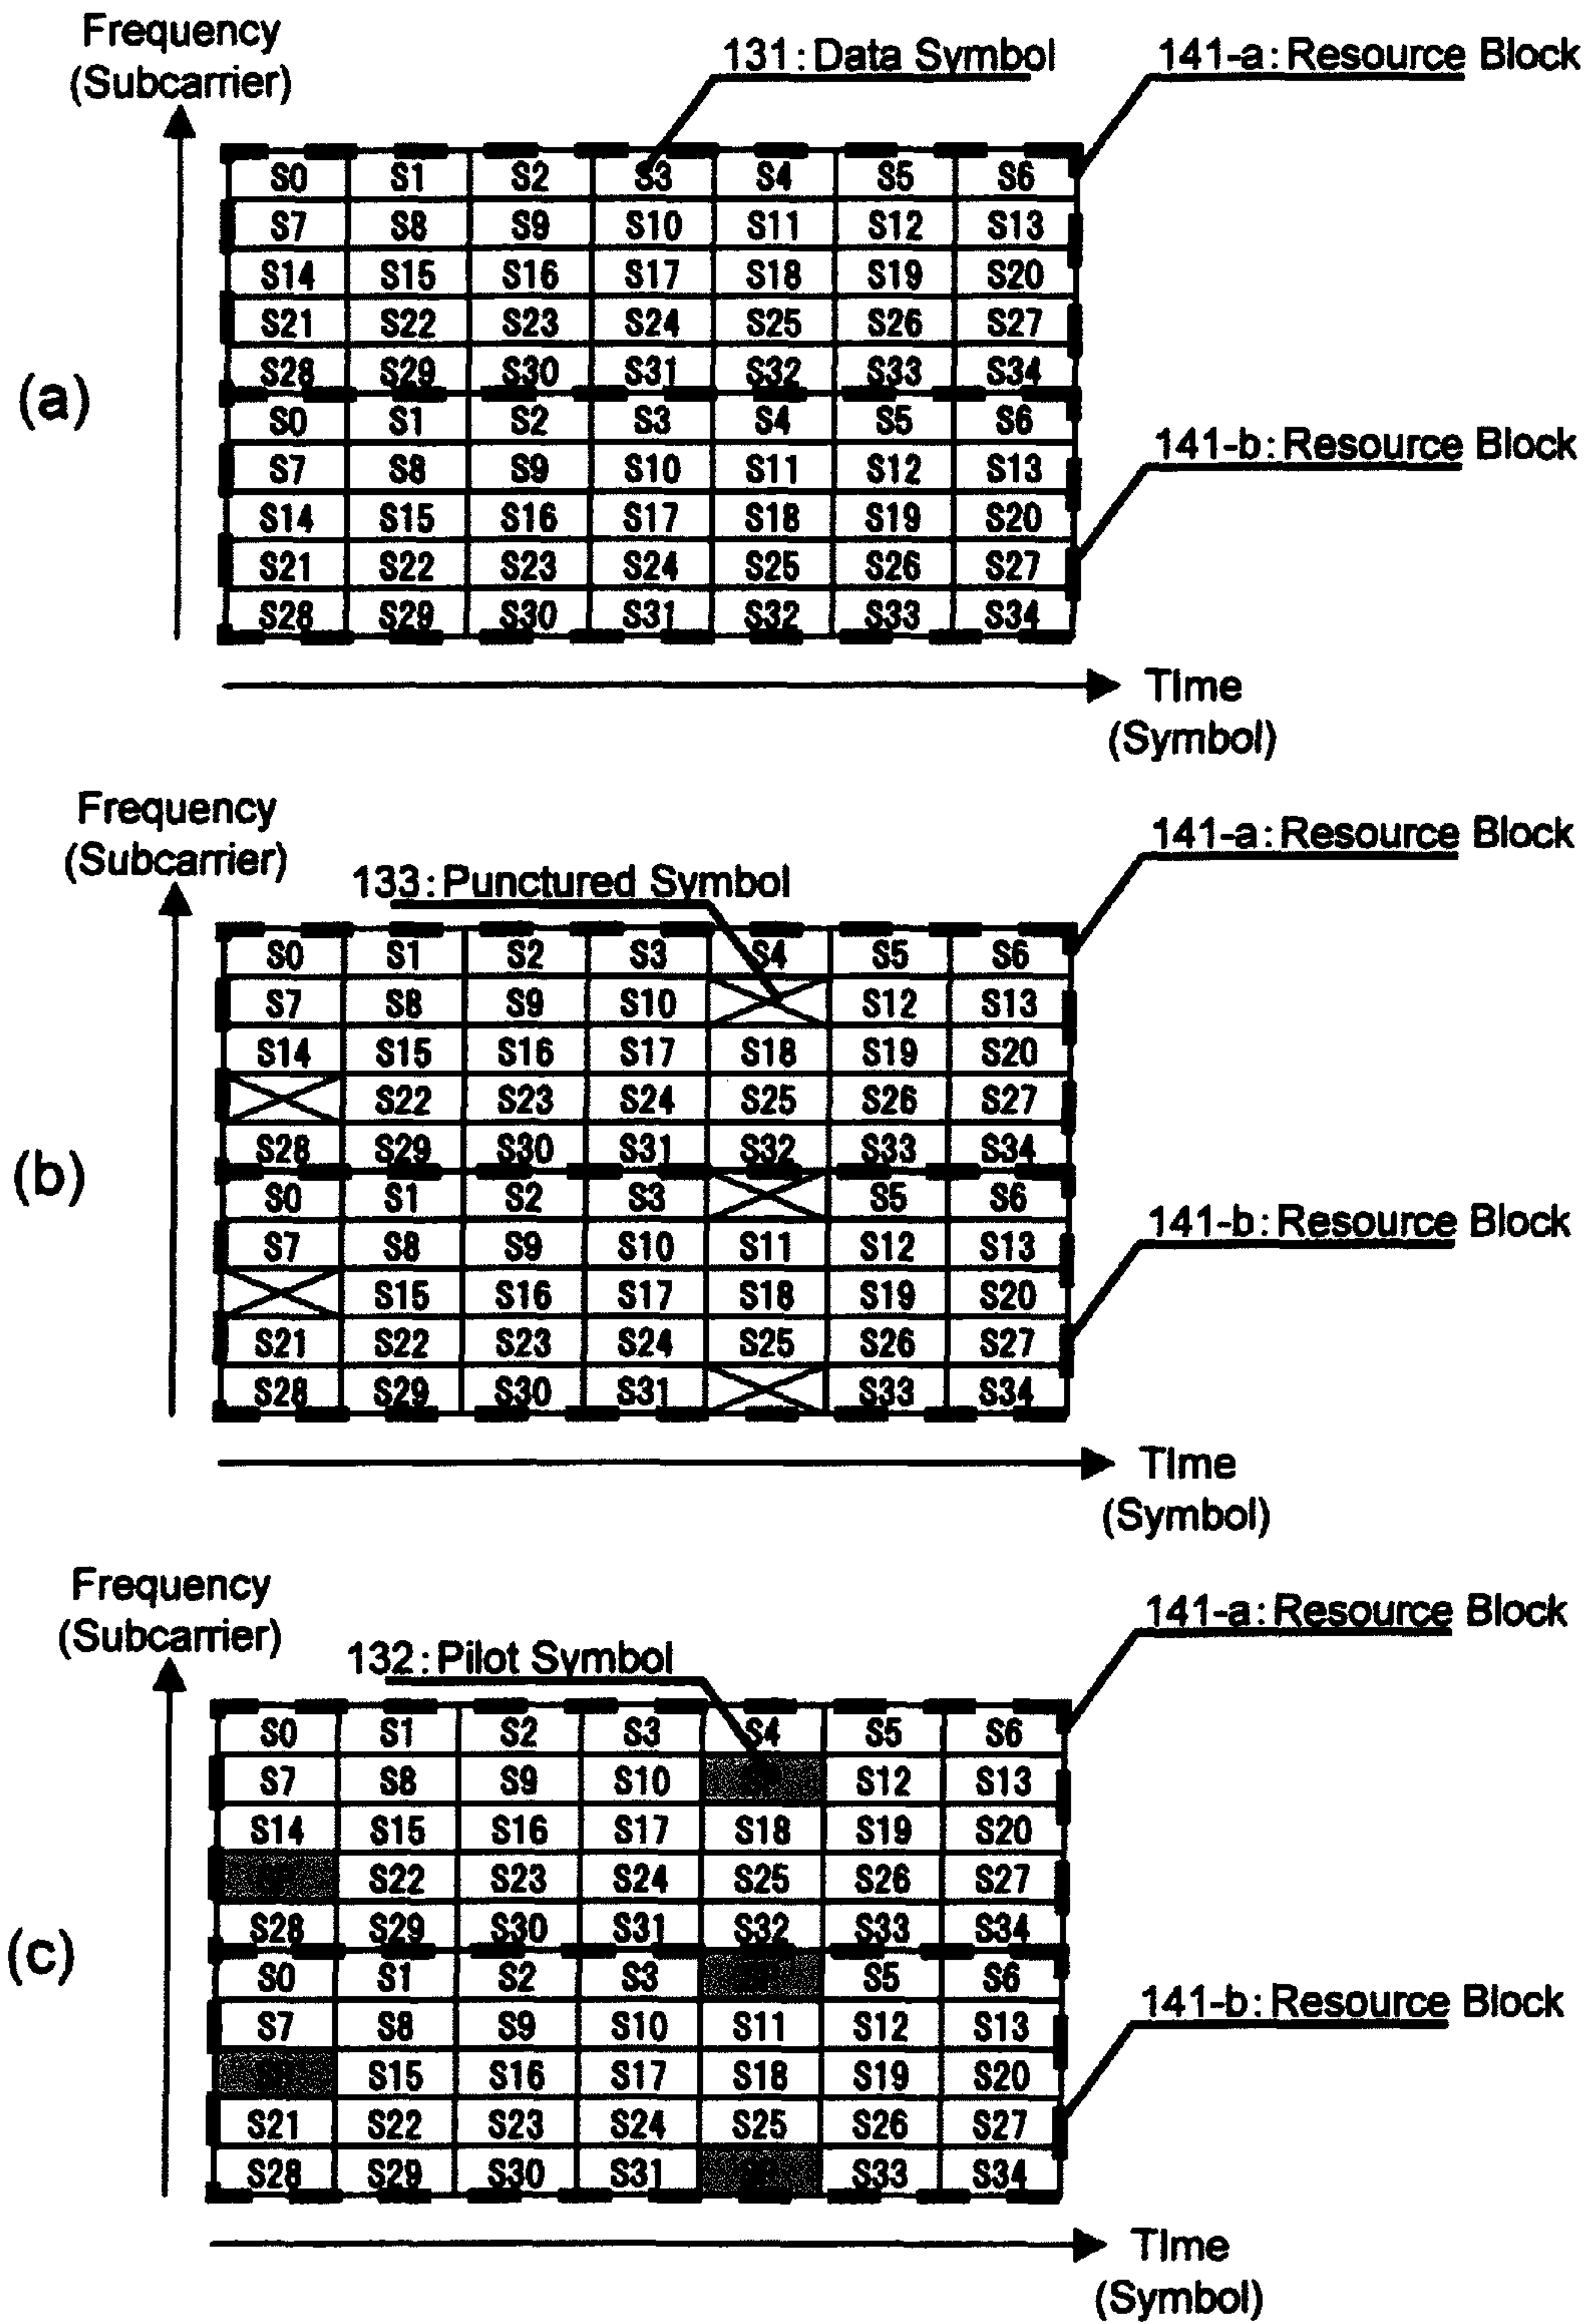 Frequency
(Subcarrier)
131:Data Symbol
141-a:Resource Block
S0 S1 S2 S3 S4 S5 S6
S7 S8 S9 S10 S11 S12 S13
S14 S15 S16 S17 S18 S19 S20
S21 S22 S23 S24 S25 S26 S27
S28 S29 S30 S31 S32 S33 S34
(a)
S0 S1 S2 S3 S4 S5 S6
141-b:Resource Block
S7 S8 S9 S10 S11 S12 S13
S14 S15 S16 S17 S18 S19 S20
S21 S22 S23 S24 S25 S26 S27
S28 S29 S30 S31 S32 S33 S34
Time
(Symbol)
Frequency
(Subcarrier)
133:Punctured Symbol
141-a:Resource Block
S0 S1 S2 S3 S4 S5 S6
S7 S8 S9 S10 S12 S13
S14 S15 S16 S17 S18 S19 S20
S22 S23 S24 S25 S26 S27
S28 S29 S30 S31 S32 S33 S34
(b)
S0 S1 S2 S3 S5 S6
141-b:Resource Block
S7 S8 S9 S10 S11 S12 S13
S15 S16 S17 S18 S19 S20
S21 S22 S23 S24 S25 S26 S27
S28 S29 S30 S31 S33 S34
Time
(Symbol)
Frequency
(Subcarrier)
132:Pilot Symbol
141-a:Resource Block
S0 S1 S2 S3 S4 S5 S6
S7 S8 S9 S10 S12 S13
S14 S15 S16 S17 S18 S19 S20
S22 S23 S24 S25 S26 S27
S28 S29 S30 S31 S32 S33 S34
(c)
S0 S1 S2 S3 S5 S6
141-b:Resource Block
S7 S8 S9 S10 S11 S12 S13
S15 S16 S17 S18 S19 S20
S21 S22 S23 S24 S25 S26 S27
S28 S29 S30 S31 S33 S34
Time
(Symbol)